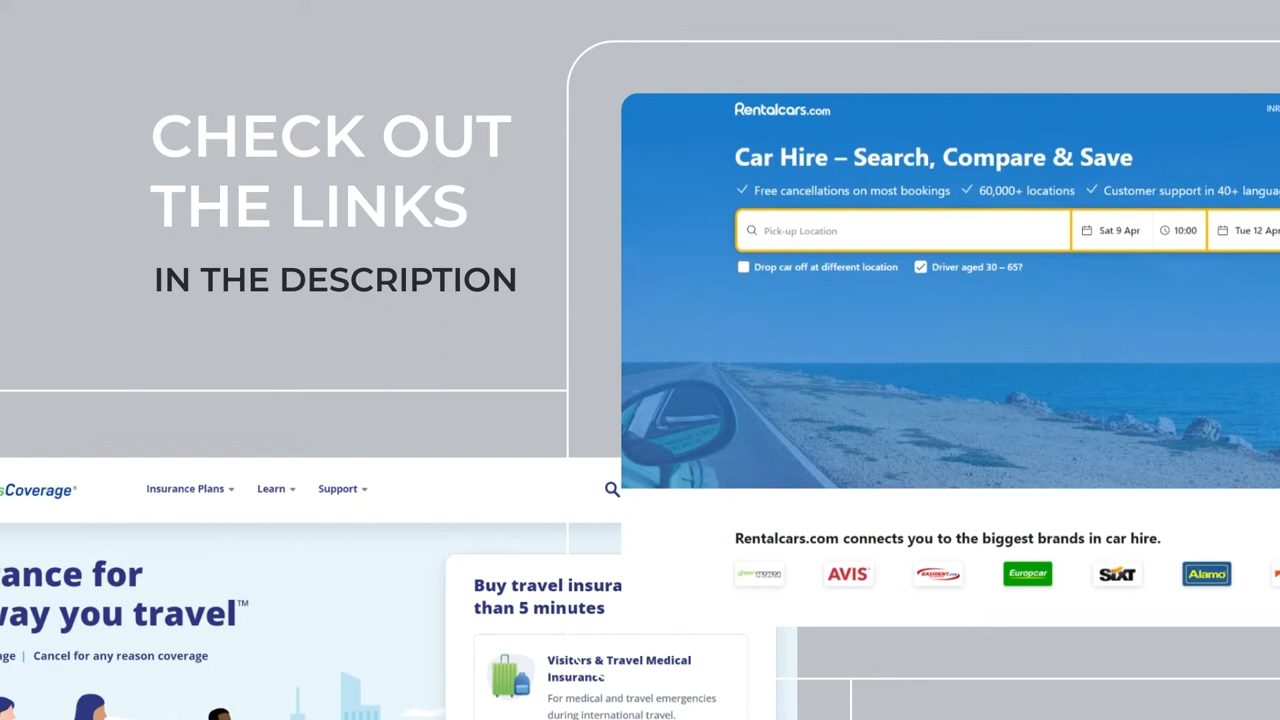 CHECK OUT
THE LINKS
IN THE DESCRIPTION
Rentalcars.com
INR
Car Hire – Search, Compare & Save
Free cancellations on most bookings
60,000+ locations
Customer support in 40+ langua
Pick-up Location
Sat 9 Apr
10:00
Tue 12 Apr
Drop car off at different location
Driver aged 30 – 65?
Rentalcars.com connects you to the biggest brands in car hire.
greenmotion
AVIS
Europcar
SIXT
Alamo
sCoverage®
Insurance Plans
Learn
Support
ance for
way you travel™
age | Cancel for any reason coverage
Buy travel insura
than 5 minutes
Visitors & Travel Medical
Insurance
For medical and travel emergencies
during international travel.